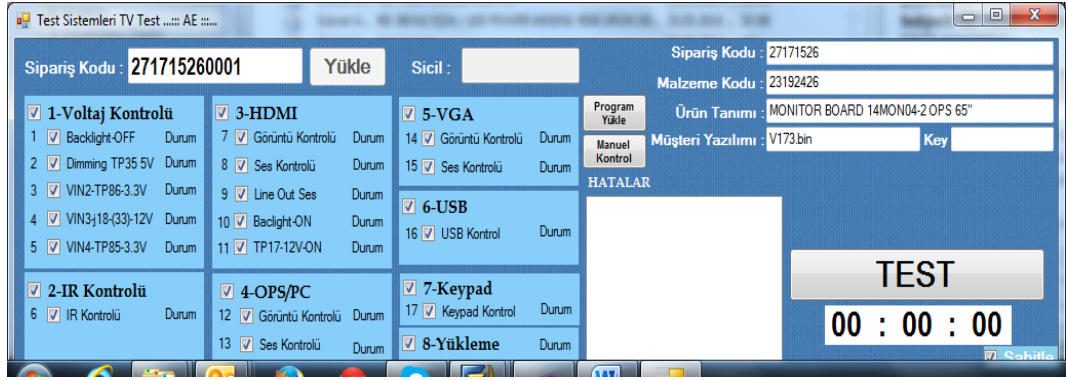 Test Sistemleri TV Test ..::: AE :::...
Sipariş Kodu : 271715260001 Yükle Sicil :
Sipariş Kodu : 27171526
Malzeme Kodu : 23192426
Ürün Tanımı : MONITOR BOARD 14MON04-2 OPS 65"
Müşteri Yazılımı : V173.bin Key
Program Yükle
Manuel Kontrol
HATALAR
1-Voltaj Kontrolü
1 Backlight-OFF Durum
2 Dimming TP35 5V Durum
3 VIN2-TP86-3.3V Durum
4 VIN3-j18-(33)-12V Durum
5 VIN4-TP85-3.3V Durum
2-IR Kontrolü
6 IR Kontrolü Durum
3-HDMI
7 Görüntü Kontrolü Durum
8 Ses Kontrolü Durum
9 Line Out Ses Durum
10 Baclight-ON Durum
11 TP17-12V-ON Durum
4-OPS/PC
12 Görüntü Kontrolü Durum
13 Ses Kontrolü Durum
5-VGA
14 Görüntü Kontrolü Durum
15 Ses Kontrolü Durum
6-USB
16 USB Kontrol Durum
7-Keypad
17 Keypad Kontrol Durum
8-Yükleme Durum
TEST
00 : 00 : 00
Sabitle